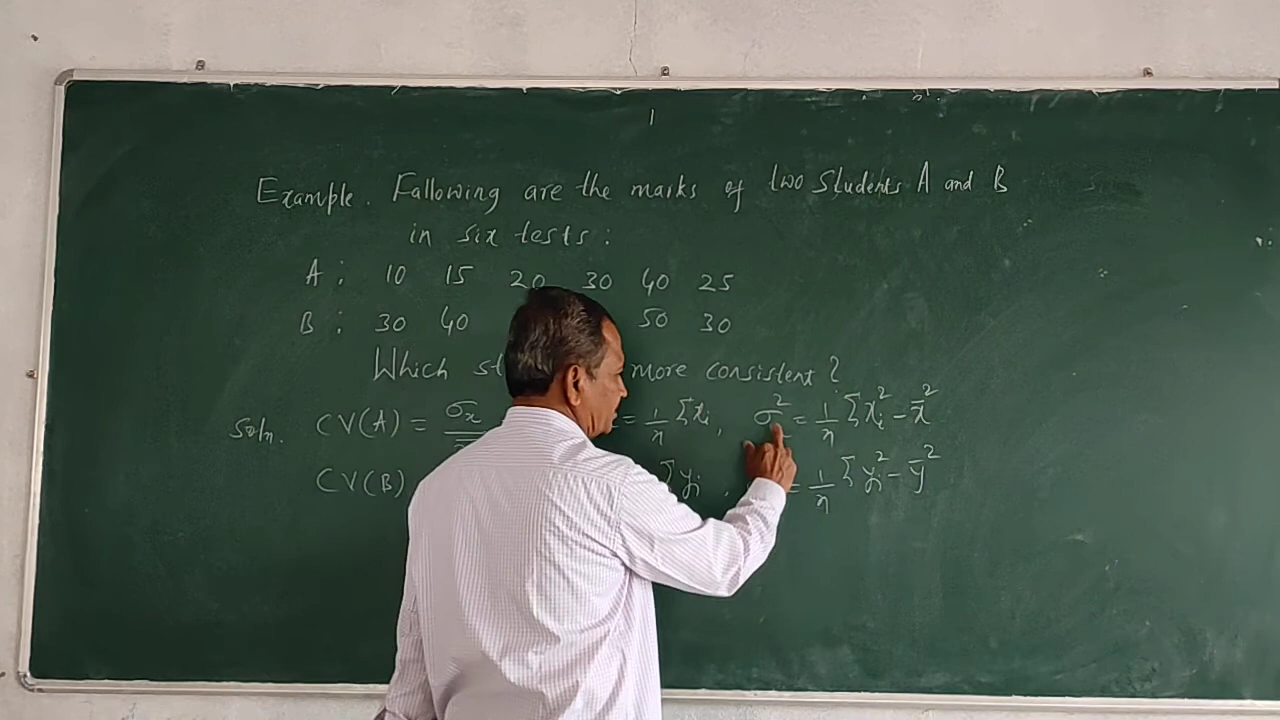 1
Example. Fallowing are the marks of two Students A and B
in six tests :
A : 10 15 20 30 40 25
B : 30 40 50 30
Which more consistent ?
Soln. CV(A) = σₓ = 1/n Σxᵢ, σ² = 1/n Σxᵢ² − x̄²
CV(B) Σyᵢ, = 1/n Σyᵢ² − ȳ²